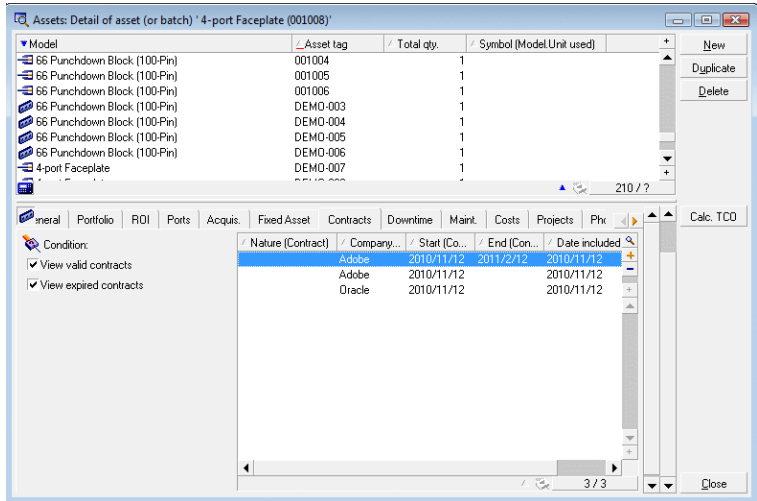 Assets: Detail of asset (or batch) ' 4-port Faceplate (001008)'
Model Asset tag Total qty. Symbol (Model.Unit used)
66 Punchdown Block (100-Pin) 001004 1
66 Punchdown Block (100-Pin) 001005 1
66 Punchdown Block (100-Pin) 001006 1
66 Punchdown Block (100-Pin) DEMO-003 1
66 Punchdown Block (100-Pin) DEMO-004 1
66 Punchdown Block (100-Pin) DEMO-005 1
66 Punchdown Block (100-Pin) DEMO-006 1
4-port Faceplate DEMO-007 1
210 / ?
New
Duplicate
Delete
eneral Portfolio ROI Ports Acquis. Fixed Asset Contracts Downtime Maint. Costs Projects Pho
Calc. TCO
Condition:
View valid contracts
View expired contracts
Nature (Contract) Company... Start (Co... End (Con... Date included
Adobe 2010/11/12 2011/2/12 2010/11/12
Adobe 2010/11/12 2010/11/12
Oracle 2010/11/12 2010/11/12
3 / 3
Close